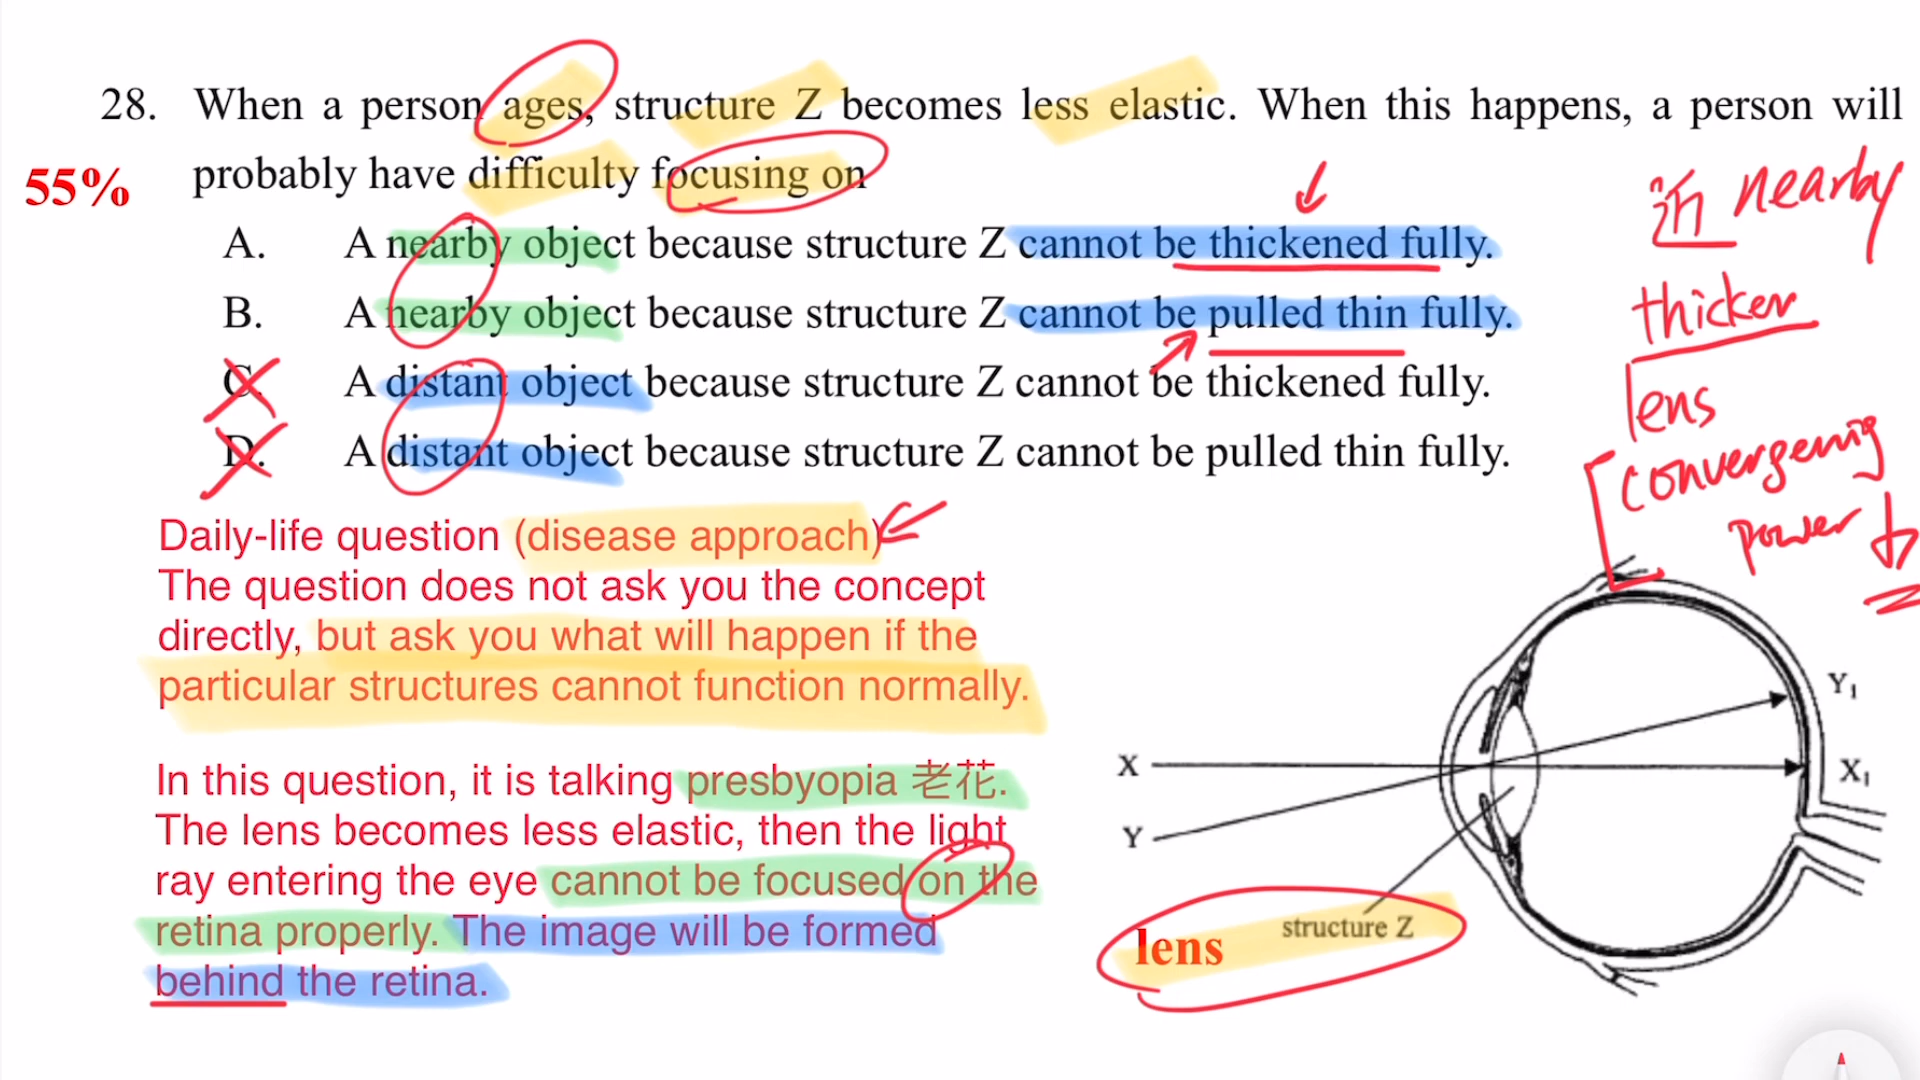 28. When a person ages, structure Z becomes less elastic. When this happens, a person will
probably have difficulty focusing on
55%
A. A nearby object because structure Z cannot be thickened fully.
B. A nearby object because structure Z cannot be pulled thin fully.
C. A distant object because structure Z cannot be thickened fully.
D. A distant object because structure Z cannot be pulled thin fully.
近 nearby
thicker
lens
convergenig
power
Daily-life question (disease approach)
The question does not ask you the concept
directly, but ask you what will happen if the
particular structures cannot function normally.
In this question, it is talking presbyopia 老花.
The lens becomes less elastic, then the light
ray entering the eye cannot be focused on the
retina properly. The image will be formed
behind the retina.
X
Y
Y₁
X₁
lens
structure Z